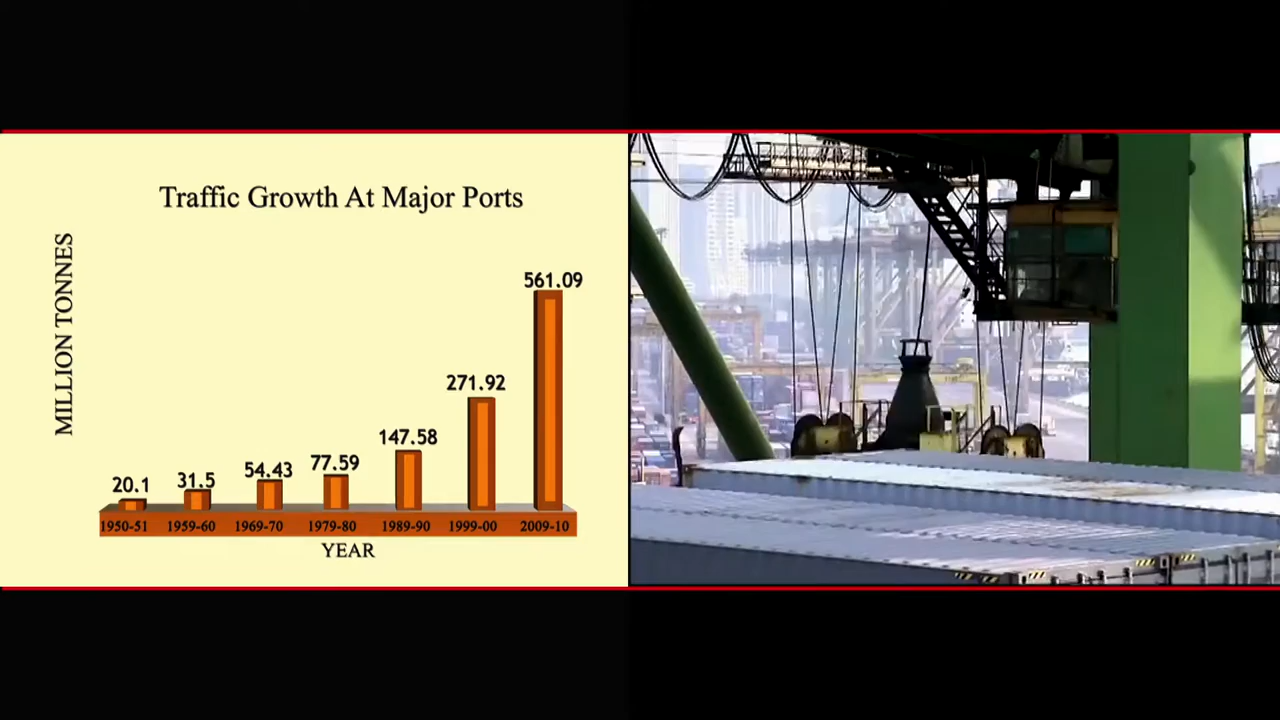 Traffic Growth At Major Ports
MILLION TONNES
561.09
271.92
147.58
77.59
54.43
31.5
20.1
1950-51 1959-60 1969-70 1979-80 1989-90 1999-00 2009-10
YEAR